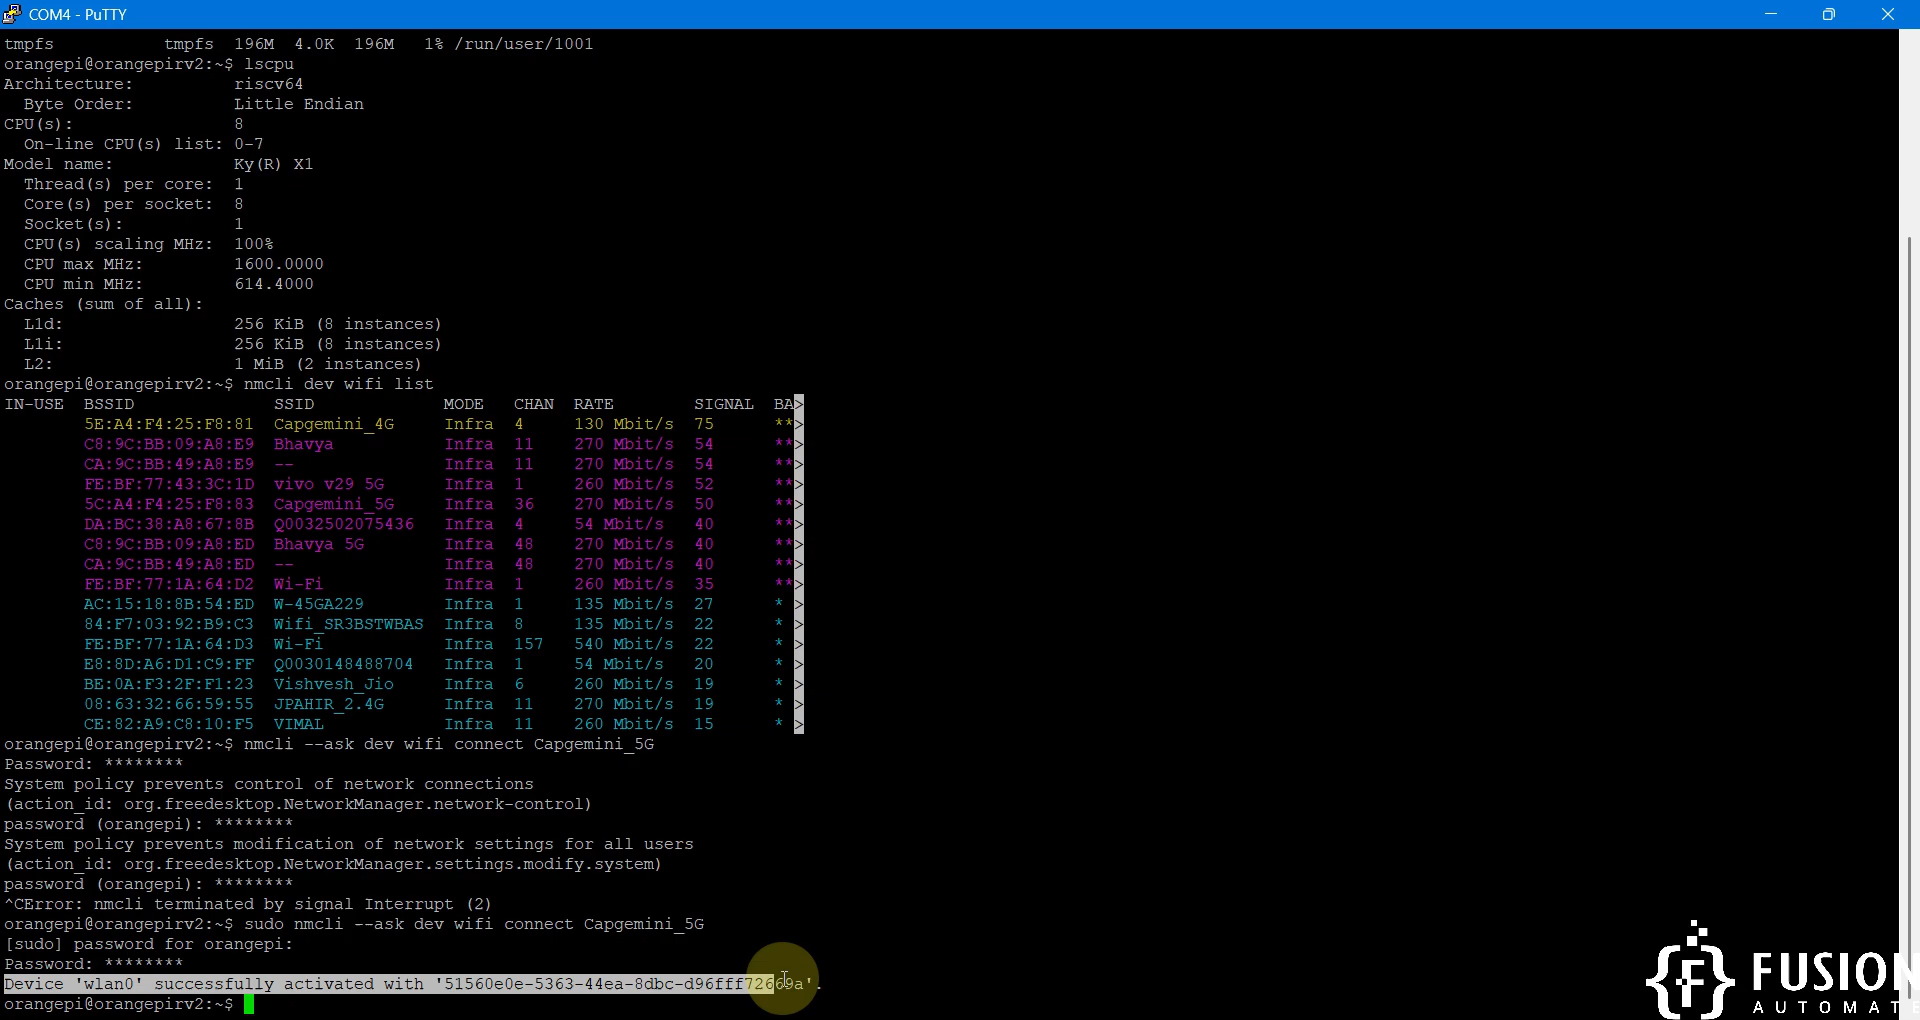 COM4 - PuTTY
tmpfs tmpfs 196M 4.0K 196M 1% /run/user/1001
orangepi@orangepirv2:~$ lscpu
Architecture: riscv64
Byte Order: Little Endian
CPU(s): 8
On-line CPU(s) list: 0-7
Model name: Ky(R) X1
Thread(s) per core: 1
Core(s) per socket: 8
Socket(s): 1
CPU(s) scaling MHz: 100%
CPU max MHz: 1600.0000
CPU min MHz: 614.4000
Caches (sum of all):
L1d: 256 KiB (8 instances)
L1i: 256 KiB (8 instances)
L2: 1 MiB (2 instances)
orangepi@orangepirv2:~$ nmcli dev wifi list
IN-USE BSSID SSID MODE CHAN RATE SIGNAL BA>
5E:A4:F4:25:F8:81 Capgemini_4G Infra 4 130 Mbit/s 75 **>
C8:9C:BB:09:A8:E9 Bhavya Infra 11 270 Mbit/s 54 **>
CA:9C:BB:49:A8:E9 -- Infra 11 270 Mbit/s 54 **>
FE:BF:77:43:3C:1D vivo v29 5G Infra 1 260 Mbit/s 52 **>
5C:A4:F4:25:F8:83 Capgemini_5G Infra 36 270 Mbit/s 50 **>
DA:BC:38:A8:67:8B Q0032502075436 Infra 4 54 Mbit/s 40 **>
C8:9C:BB:09:A8:ED Bhavya 5G Infra 48 270 Mbit/s 40 **>
CA:9C:BB:49:A8:ED -- Infra 48 270 Mbit/s 40 **>
FE:BF:77:1A:64:D2 Wi-Fi Infra 1 260 Mbit/s 35 **>
AC:15:18:8B:54:ED W-45GA229 Infra 1 135 Mbit/s 27 * >
84:F7:03:92:B9:C3 Wifi_SR3BSTWBAS Infra 8 135 Mbit/s 22 * >
FE:BF:77:1A:64:D3 Wi-Fi Infra 157 540 Mbit/s 22 * >
E8:8D:A6:D1:C9:FF Q0030148488704 Infra 1 54 Mbit/s 20 * >
BE:0A:F3:2F:F1:23 Vishvesh_Jio Infra 6 260 Mbit/s 19 * >
08:63:32:66:59:55 JPAHIR_2.4G Infra 11 270 Mbit/s 19 * >
CE:82:A9:C8:10:F5 VIMAL Infra 11 260 Mbit/s 15 * >
orangepi@orangepirv2:~$ nmcli --ask dev wifi connect Capgemini_5G
Password: ********
System policy prevents control of network connections
(action_id: org.freedesktop.NetworkManager.network-control)
password (orangepi): ********
System policy prevents modification of network settings for all users
(action_id: org.freedesktop.NetworkManager.settings.modify.system)
password (orangepi): ********
^CError: nmcli terminated by signal Interrupt (2)
orangepi@orangepirv2:~$ sudo nmcli --ask dev wifi connect Capgemini_5G
[sudo] password for orangepi:
Password: ********
Device 'wlan0' successfully activated with '51560e0e-5363-44ea-8dbc-d96fff72669a'.
orangepi@orangepirv2:~$
FUSION
AUTOMATE